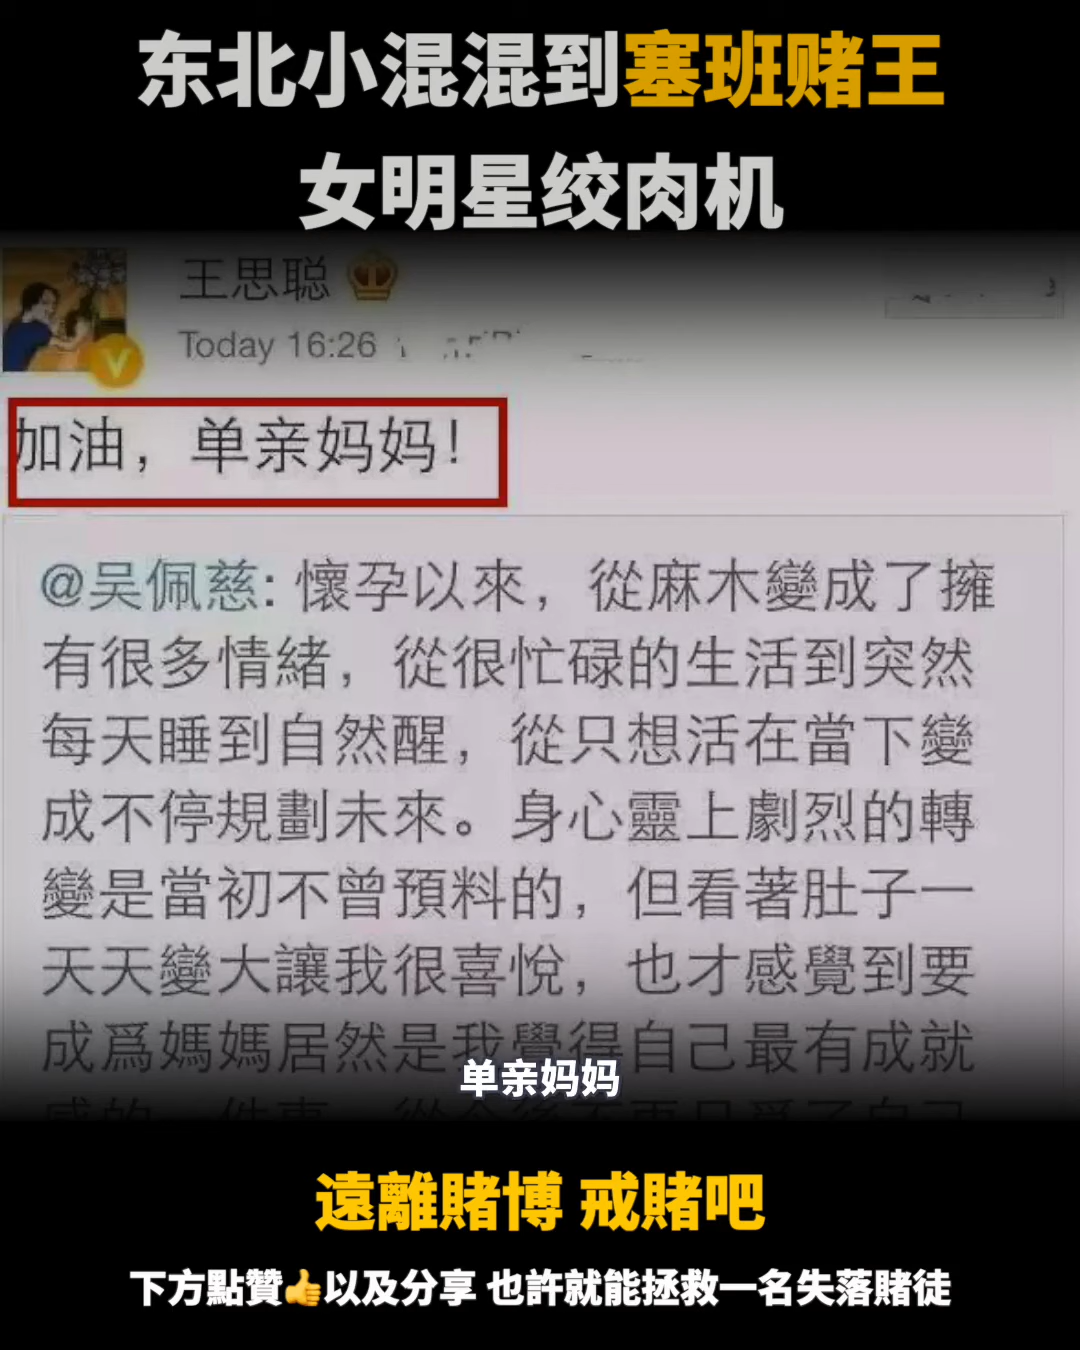 东北小混混到塞班赌王
女明星绞肉机
王思聪
Today 16:26
加油，单亲妈妈！
@吴佩慈: 懷孕以來，從麻木變成了擁
有很多情緒，從很忙碌的生活到突然
每天睡到自然醒，從只想活在當下變
成不停規劃未來。身心靈上劇烈的轉
變是當初不曾預料的，但看著肚子一
天天變大讓我很喜悅，也才感覺到要
成爲媽媽居然是我覺得自己最有成就
单亲妈妈
遠離賭博 戒賭吧
下方點贊👍以及分享 也許就能拯救一名失落賭徒